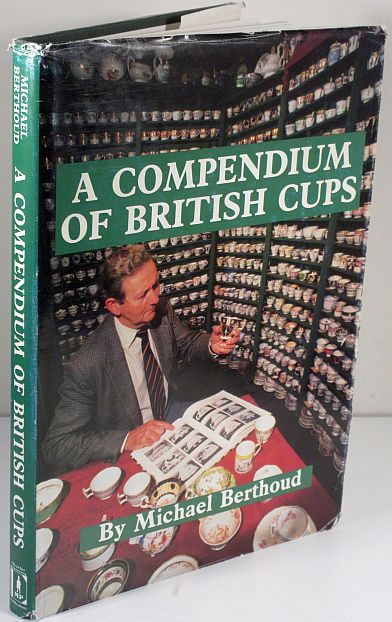 MICHAEL
BERTHOUD
A COMPENDIUM OF BRITISH CUPS
A COMPENDIUM
OF BRITISH CUPS
By Michael Berthoud